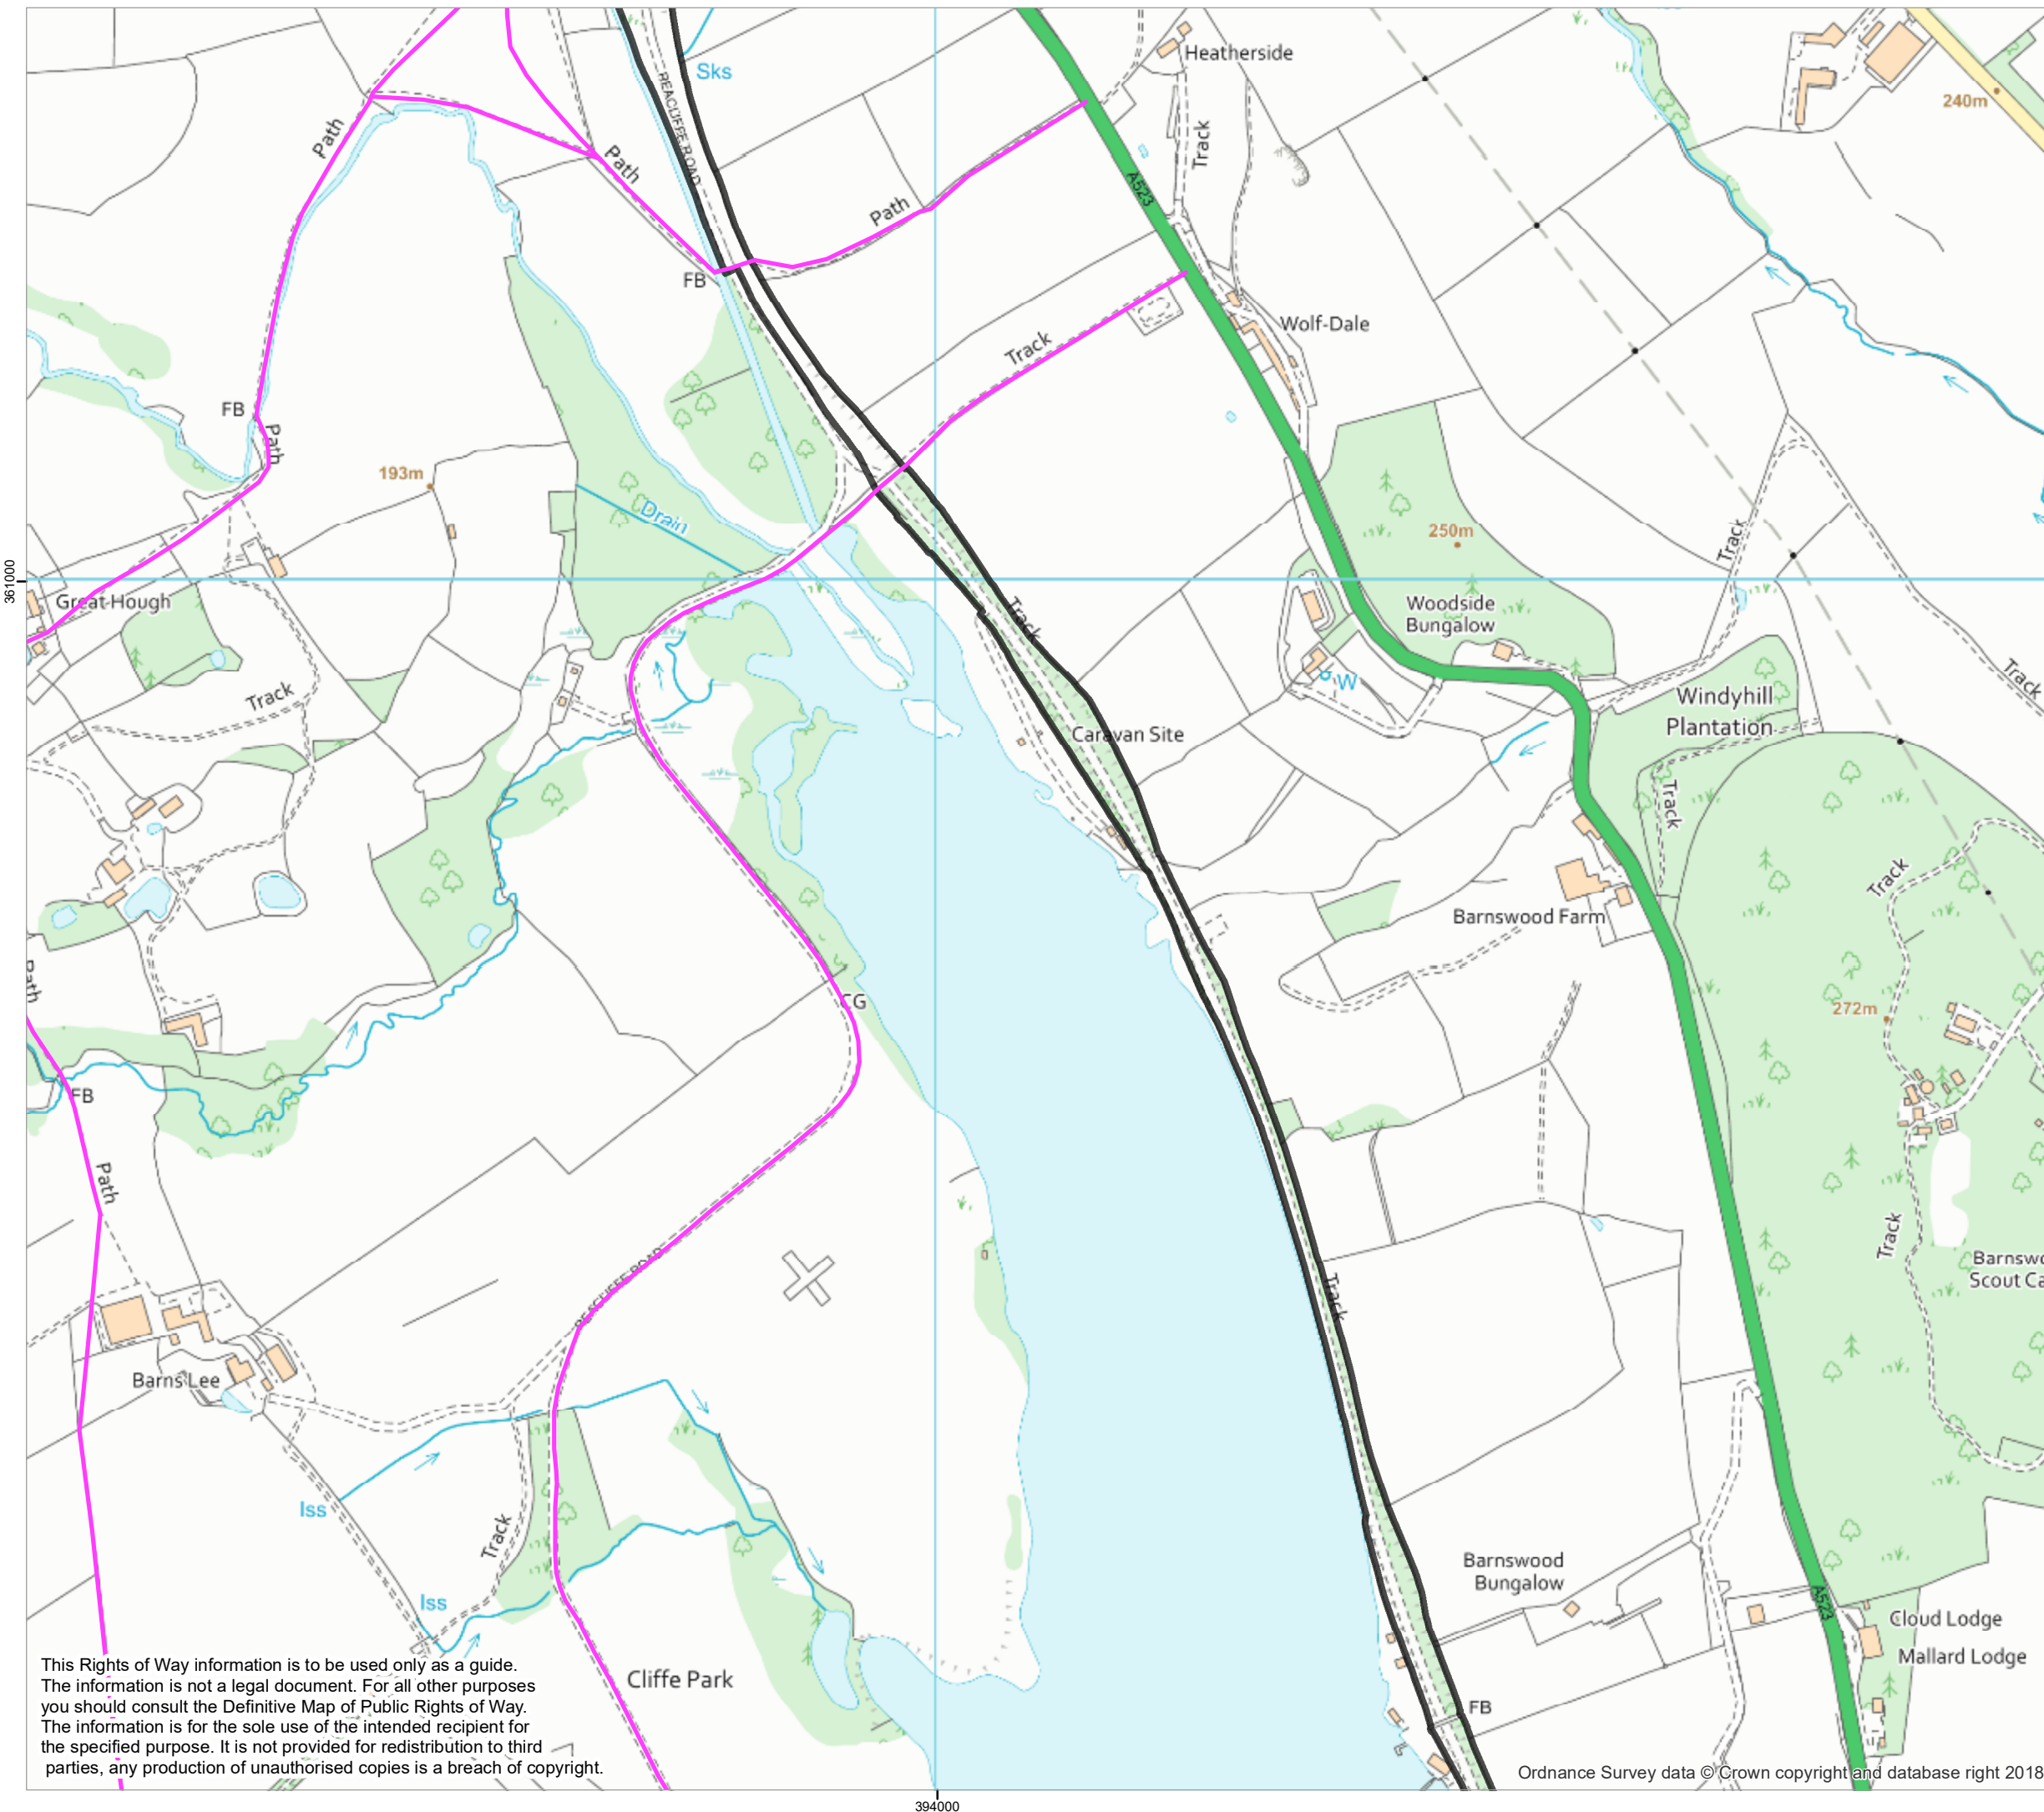 Sks
REACLIFFE ROAD
Heatherside
240m
Path
Path
Track
A523
Path
FB
Wolf-Dale
Track
FB
Path
193m
Drain
250m
Track
361000
Great Hough
Track
Woodside
Bungalow
W
Track
Windyhill
Plantation
Track
Caravan Site
Track
Track
Barnswood Farm
Path
CG
272m
FB
Path
Track
REACLIFFE ROAD
Barnswo
Scout Ca
Track
Barns Lee
Iss
Track
Barnswood
Bungalow
Iss
A523
Cloud Lodge
Mallard Lodge
Cliffe Park
FB
This Rights of Way information is to be used only as a guide.
The information is not a legal document. For all other purposes
you should consult the Definitive Map of Public Rights of Way.
The information is for the sole use of the intended recipient for
the specified purpose. It is not provided for redistribution to third
parties, any production of unauthorised copies is a breach of copyright.
Ordnance Survey data © Crown copyright and database right 2018
394000